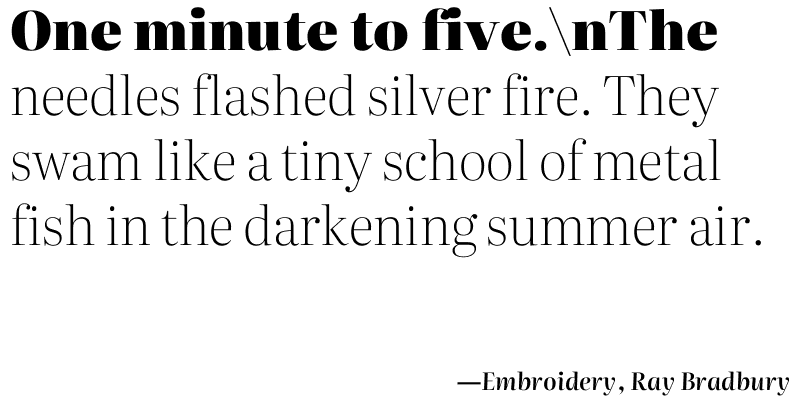 One minute to five.\nThe
needles flashed silver fire. They
swam like a tiny school of metal
fish in the darkening summer air.
—Embroidery, Ray Bradbury